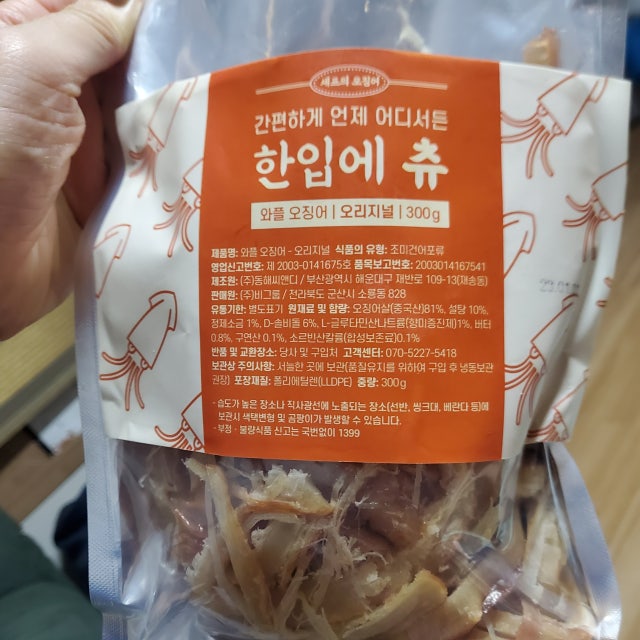 세프의 오징어
간편하게 언제 어디서든
한입에 츄
와플 오징어 | 오리지널 | 300g
제품명: 와플 오징어 - 오리지널 식품의 유형: 조미건어포류
영업신고번호: 제 2003-0141675호 품목보고번호: 2003014167541
제조원: (주)동해씨앤디 / 부산광역시 해운대구 재반로 109-13(재송동)
판매원: (주)비그룹 / 전라북도 군산시 소룡동 828
유통기한: 별도표기 원재료 및 함량: 오징어살(중국산)81%, 설탕 10%,
정제소금 1%, D-솔비톨 6%, L-글루타민산나트륨(향미증진제)1%, 버터
0.8%, 구연산 0.1%, 소르빈산칼륨(합성보존료)0.1%
반품 및 교환장소: 당사 및 구입처 고객센터: 070-5227-5418
보관상 주의사항: 서늘한 곳에 보관(품질유지를 위하여 구입 후 냉동보관
권장) 포장재질: 폴리에틸렌(LLDPE) 중량: 300g
- 습도가 높은 장소나 직사광선에 노출되는 장소(선반, 씽크대, 베란다 등)에
보관시 색택변형 및 곰팡이가 발생할 수 있습니다.
- 부정·불량식품 신고는 국번없이 1399